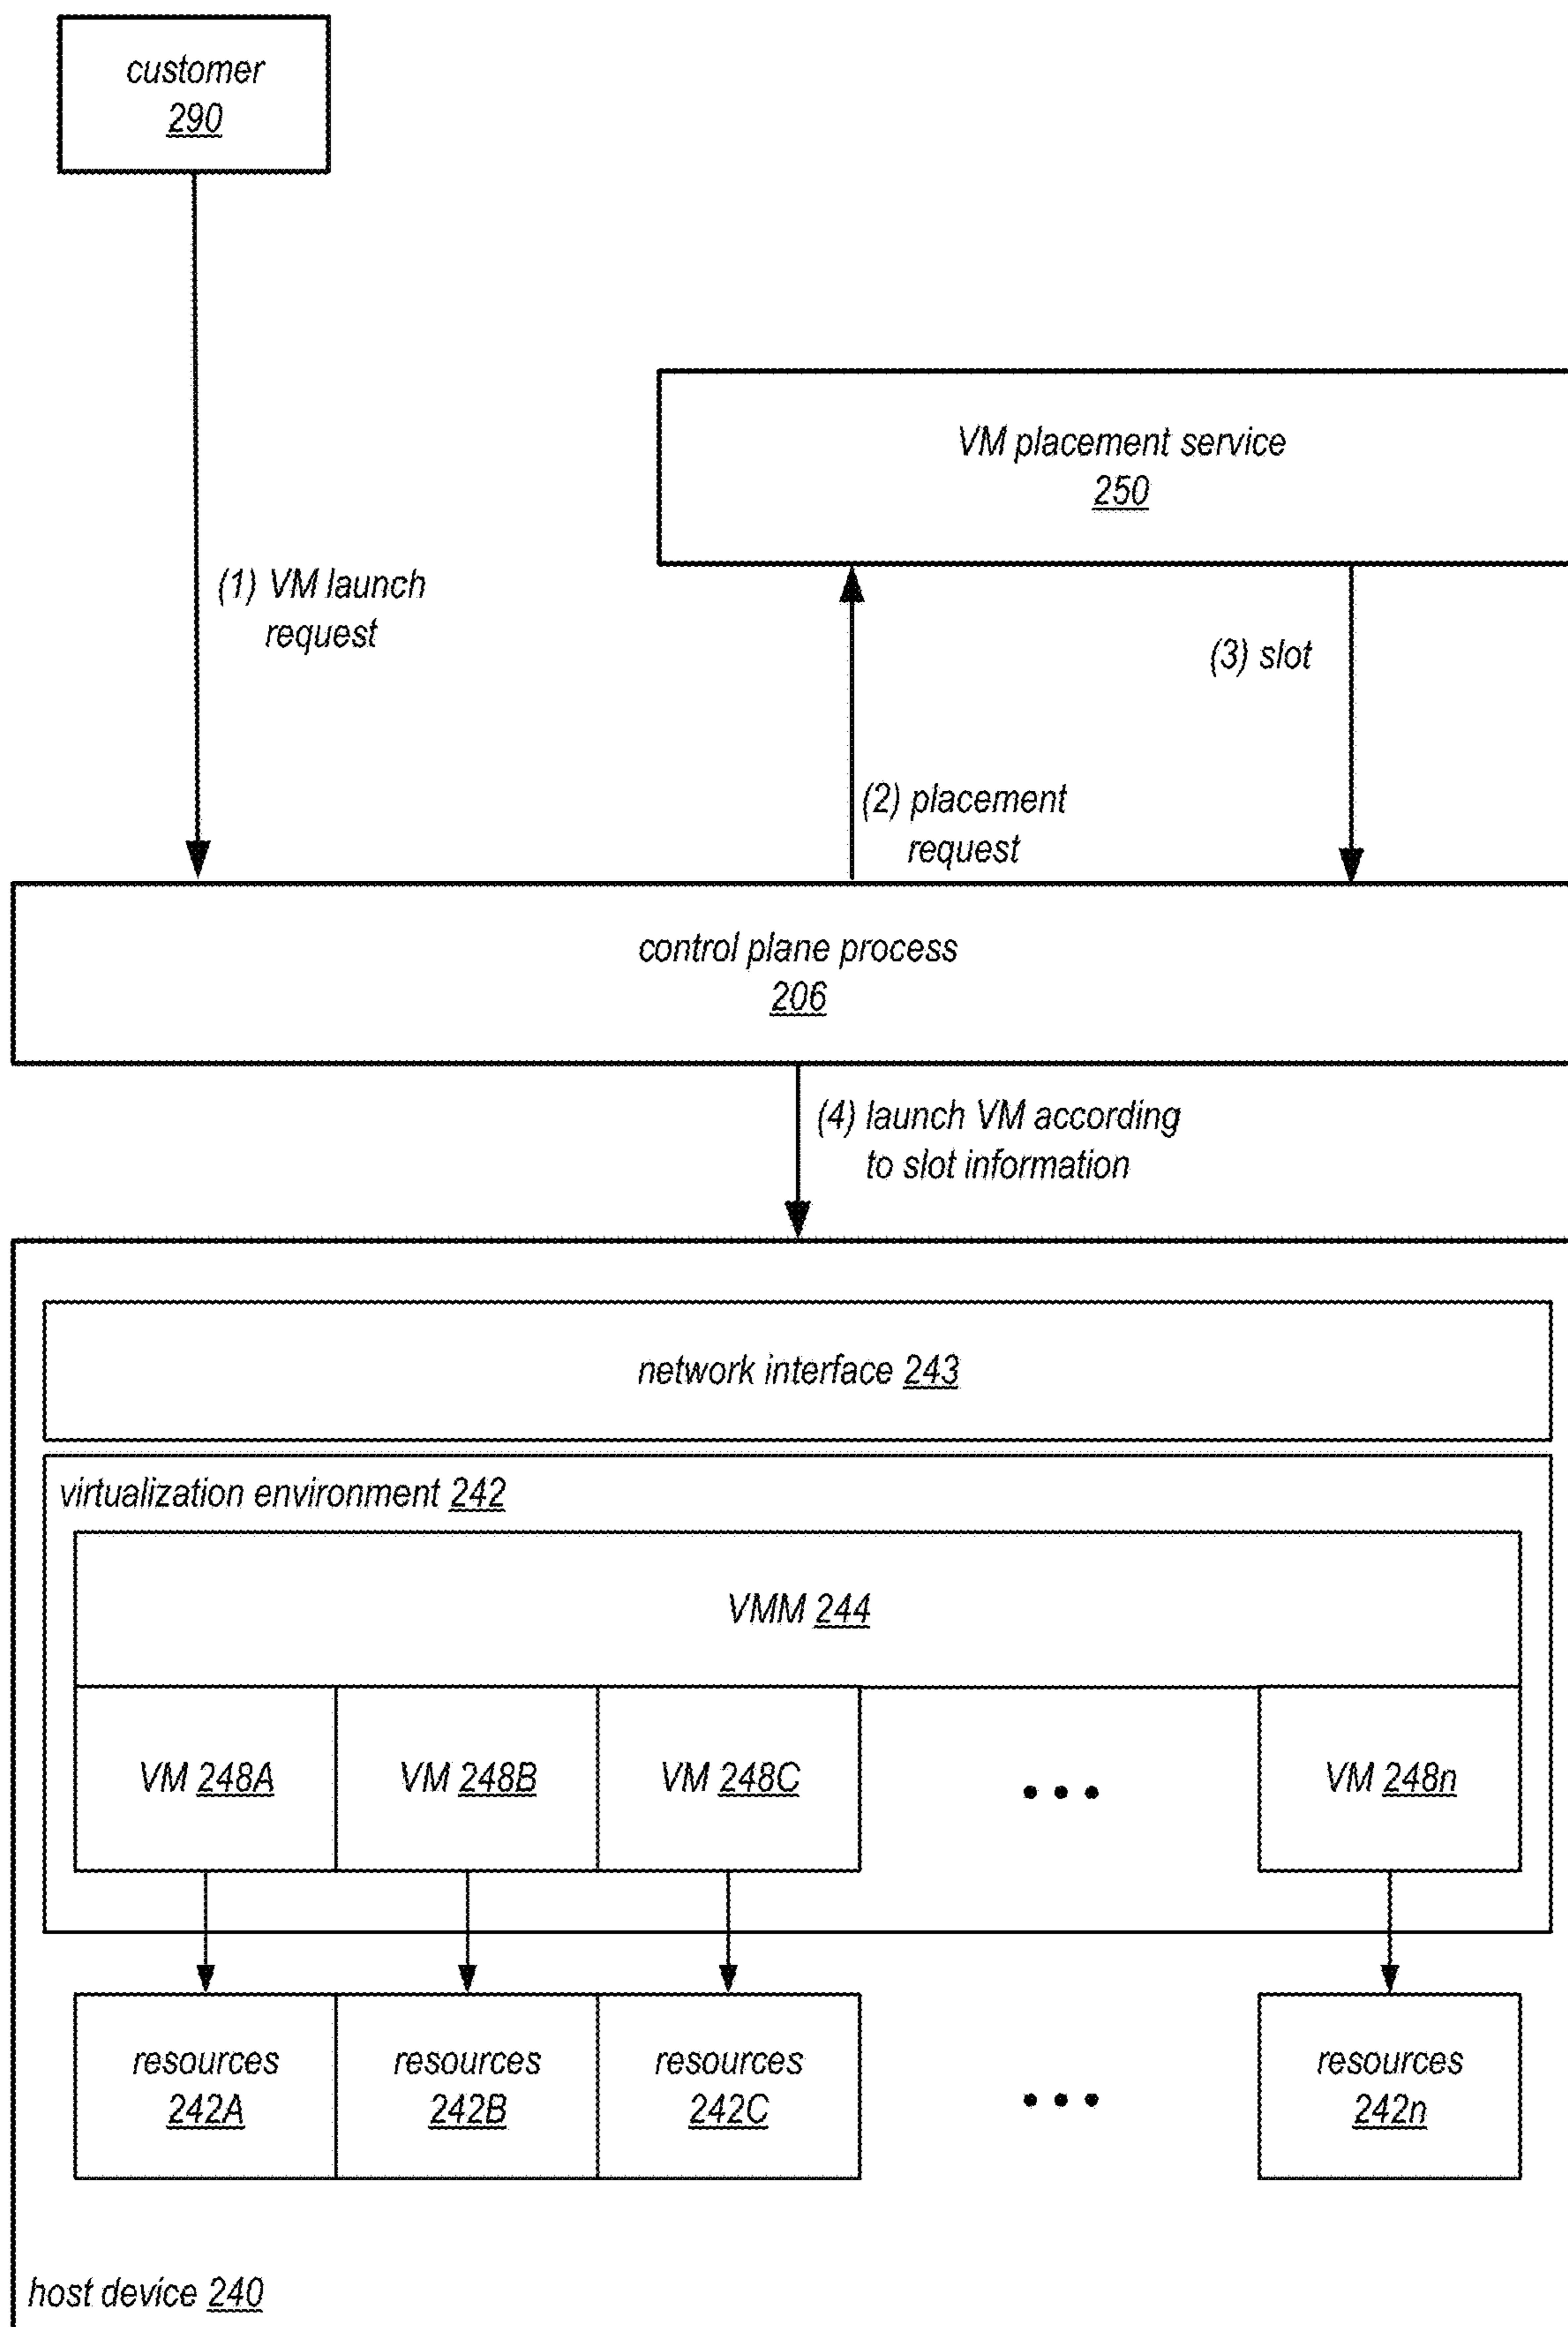 customer
290
VM placement service
250
(1) VM launch
request
(3) slot
(2) placement
request
control plane process
206
(4) launch VM according
to slot information
network interface 243
virtualization environment 242
VMM 244
VM 248A
VM 248B
VM 248C
VM 248n
resources
242A
resources
242B
resources
242C
resources
242n
host device 240